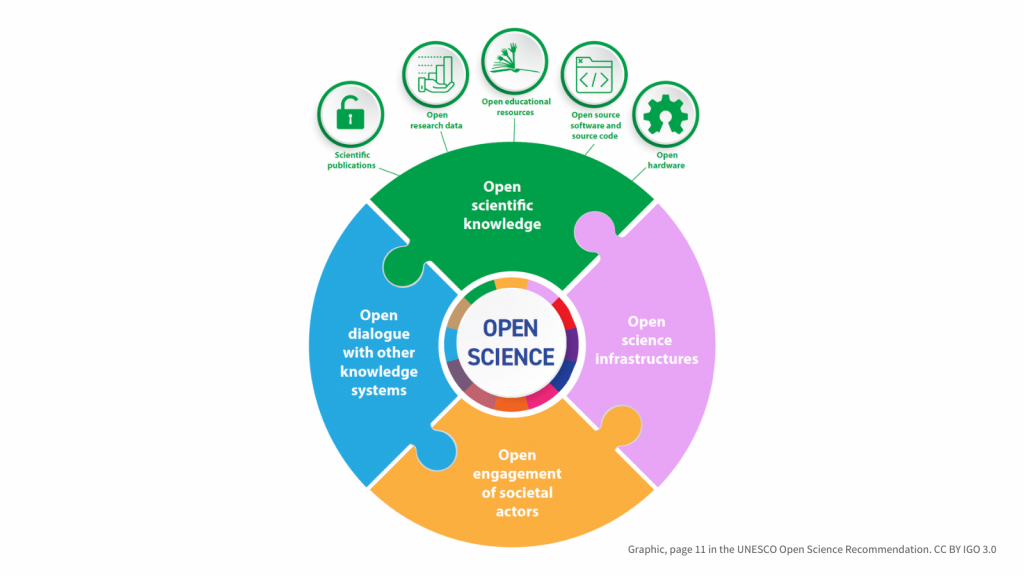 Open educational
resources
Open
research data
Open source
software and
source code
Scientific
publications
Open
hardware
Open
scientific
knowledge
Open
dialogue
with other
knowledge
systems
OPEN
SCIENCE
Open
science
infrastructures
Open
engagement
of societal
actors
Graphic, page 11 in the UNESCO Open Science Recommendation. CC BY IGO 3.0